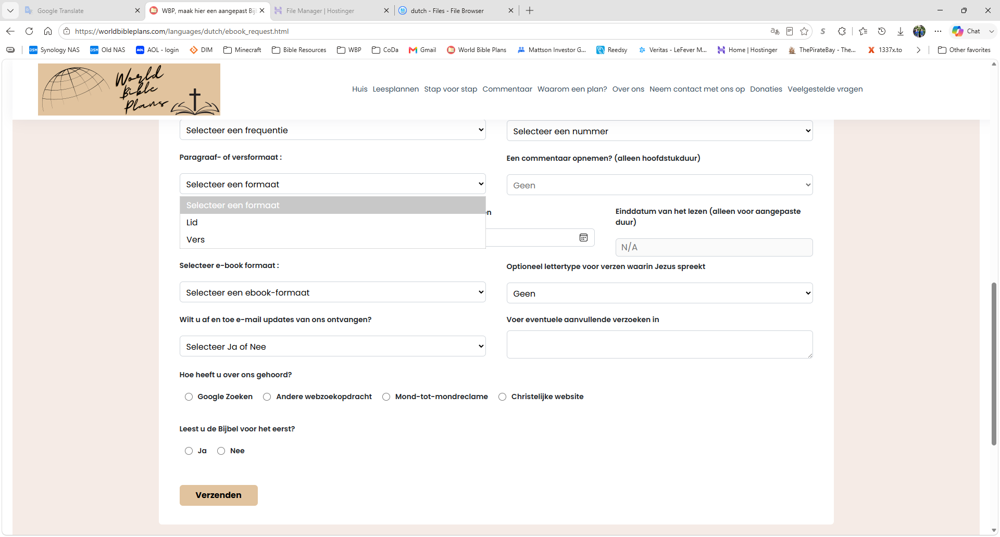 Google Translate
WBP, maak hier een aangepast Bij
File Manager | Hostinger
dutch - Files - File Browser
https://worldbibleplans.com/languages/dutch/ebook_request.html
Chat
Synology NAS
Old NAS
AOL - login
DIM
Minecraft
Bible Resources
WBP
CoDa
Gmail
World Bible Plans
Mattson Investor G...
Reedsy
Veritas - LeFever M...
Home | Hostinger
ThePirateBay - The...
1337x.to
Other favorites
World
Bible
Plans
Huis
Leesplannen
Stap voor stap
Commentaar
Waarom een plan?
Over ons
Neem contact met ons op
Donaties
Veelgestelde vragen
Selecteer een frequentie
Selecteer een nummer
Paragraaf- of versformaat :
Een commentaar opnemen? (alleen hoofdstukduur)
Selecteer een formaat
Geen
Selecteer een formaat
Lid
Vers
Einddatum van het lezen (alleen voor aangepaste
duur)
N/A
Selecteer e-book formaat :
Optioneel lettertype voor verzen waarin Jezus spreekt
Selecteer een ebook-formaat
Geen
Wilt u af en toe e-mail updates van ons ontvangen?
Voer eventuele aanvullende verzoeken in
Selecteer Ja of Nee
Hoe heeft u over ons gehoord?
Google Zoeken
Andere webzoekopdracht
Mond-tot-mondreclame
Christelijke website
Leest u de Bijbel voor het eerst?
Ja
Nee
Verzenden